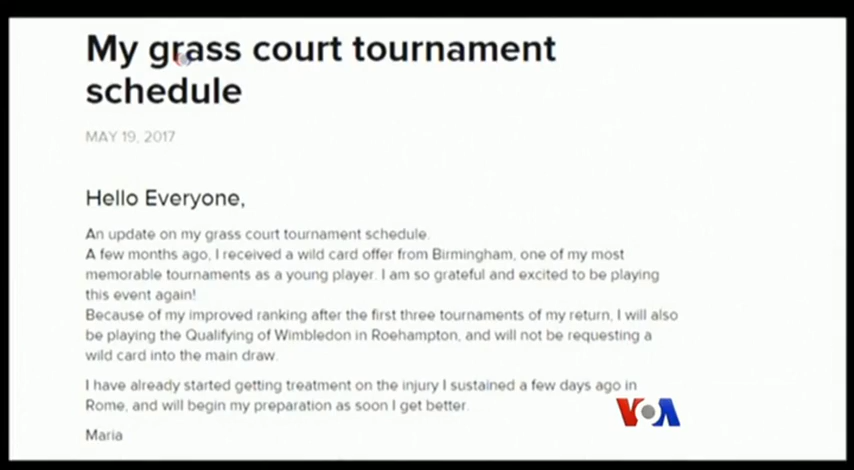 My grass court tournament
schedule
MAY 19, 2017
Hello Everyone,
An update on my grass court tournament schedule.
A few months ago, I received a wild card offer from Birmingham, one of my most
memorable tournaments as a young player. I am so grateful and excited to be playing
this event again!
Because of my improved ranking after the first three tournaments of my return, I will also
be playing the Qualifying of Wimbledon in Roehampton, and will not be requesting a
wild card into the main draw.
I have already started getting treatment on the injury I sustained a few days ago in
Rome, and will begin my preparation as soon I get better.
VOA
Maria